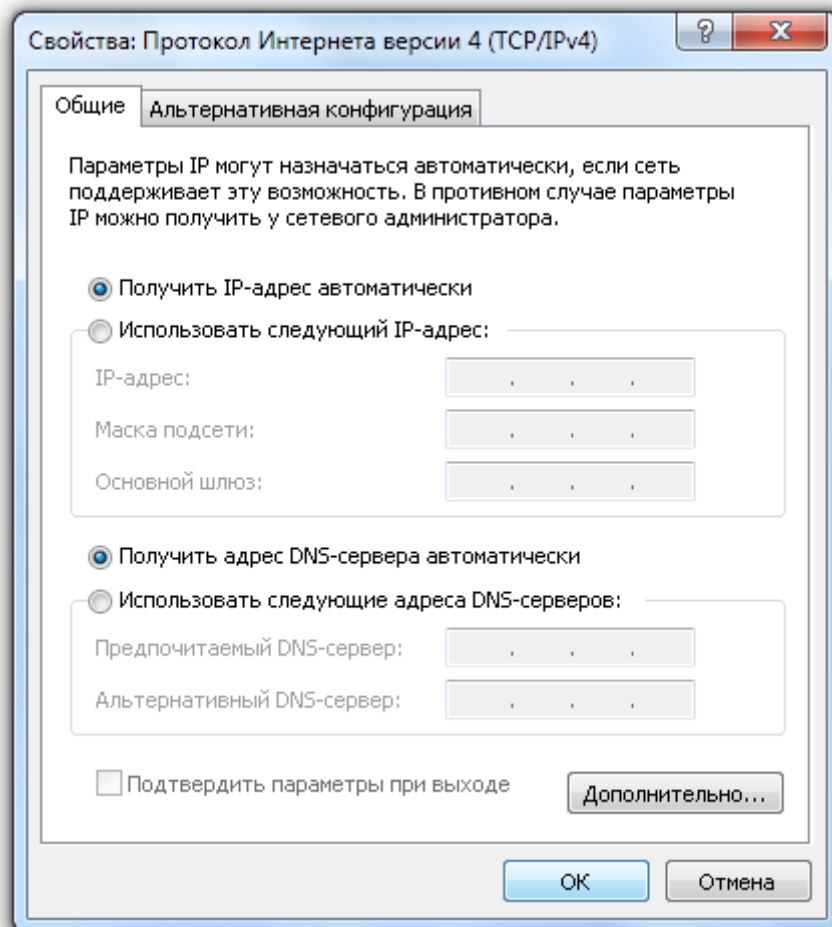 Свойства: Протокол Интернета версии 4 (TCP/IPv4)
Общие
Альтернативная конфигурация
Параметры IP могут назначаться автоматически, если сеть
поддерживает эту возможность. В противном случае параметры
IP можно получить у сетевого администратора.
Получить IP-адрес автоматически
Использовать следующий IP-адрес:
IP-адрес:
Маска подсети:
Основной шлюз:
Получить адрес DNS-сервера автоматически
Использовать следующие адреса DNS-серверов:
Предпочитаемый DNS-сервер:
Альтернативный DNS-сервер:
Подтвердить параметры при выходе
Дополнительно...
ОК
Отмена